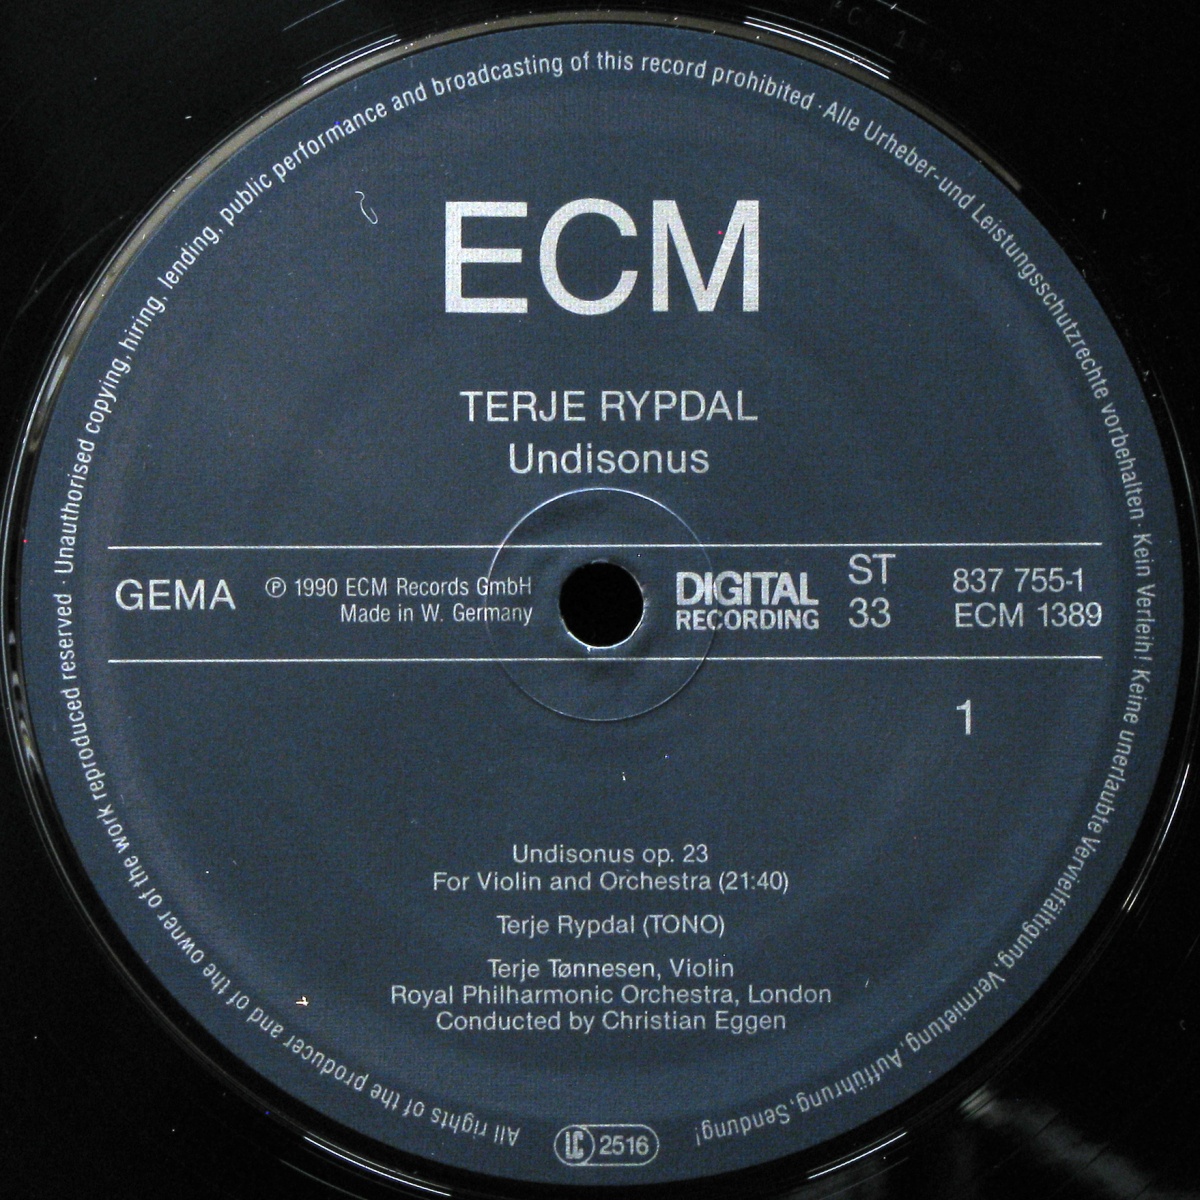 All rights of the producer and of the owner of the work reproduced reserved · Unauthorised copying, hiring, lending, public performance and broadcasting of this record prohibited · Alle Urheber-und Leistungsschutzrechte vorbehalten · Kein Verleih! Keine unerlaubte Vervielfältigung, Vermietung, Aufführung, Sendung!
ECM
TERJE RYPDAL
Undisonus
GEMA
℗ 1990 ECM Records GmbH
Made in W. Germany
DIGITAL
RECORDING
ST
33
837 755-1
ECM 1389
1
Undisonus op. 23
For Violin and Orchestra (21:40)
Terje Rypdal (TONO)
Terje Tønnesen, Violin
Royal Philharmonic Orchestra, London
Conducted by Christian Eggen
LC 2516